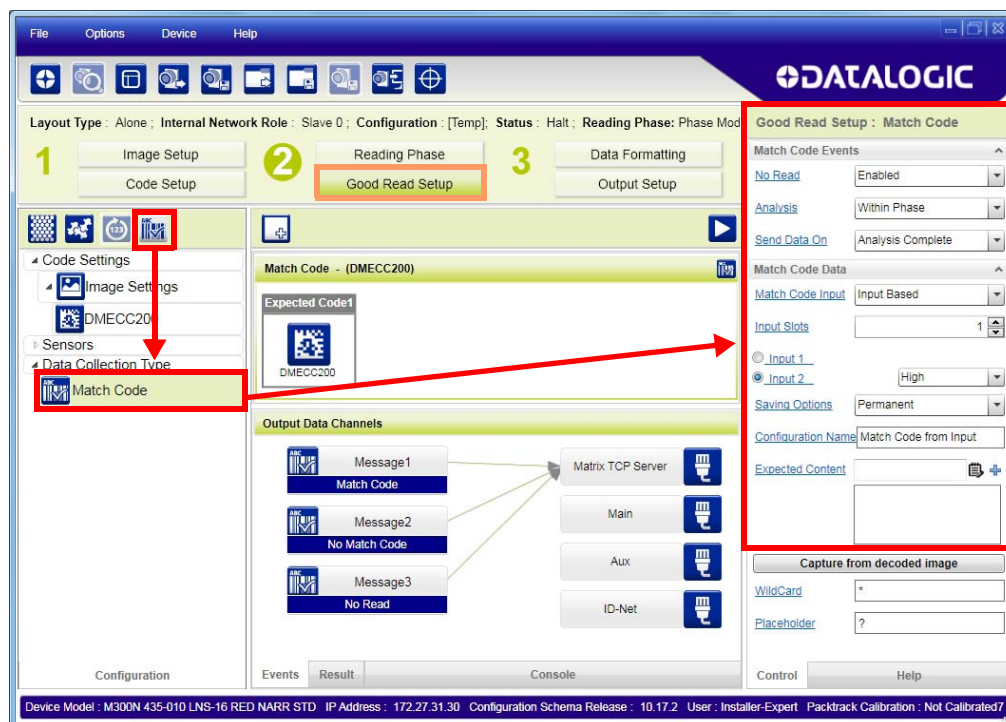 File Options Device Help
DATALOGIC
Layout Type : Alone ; Internal Network Role : Slave 0 ; Configuration : [Temp]; Status : Halt ; Reading Phase: Phase Mod
1
Image Setup
Code Setup
2
Reading Phase
Good Read Setup
3
Data Formatting
Output Setup
123
ABC
Code Settings
Image Settings
DMECC200
Sensors
Data Collection Type
Match Code
Configuration
Match Code - (DMECC200)
Expected Code1
DMECC200
Output Data Channels
Message1
Match Code
Message2
No Match Code
Message3
No Read
Matrix TCP Server
Main
Aux
ID-Net
Events Result Console
Good Read Setup : Match Code
Match Code Events
No Read Enabled
Analysis Within Phase
Send Data On Analysis Complete
Match Code Data
Match Code Input Input Based
Input Slots 1
Input 1
Input 2 High
Saving Options Permanent
Configuration Name Match Code from Input
Expected Content
Capture from decoded image
WildCard *
Placeholder ?
Control Help
Device Model : M300N 435-010 LNS-16 RED NARR STD IP Address : 172.27.31.30 Configuration Schema Release : 10.17.2 User : Installer-Expert Packtrack Calibration : Not Calibrated7